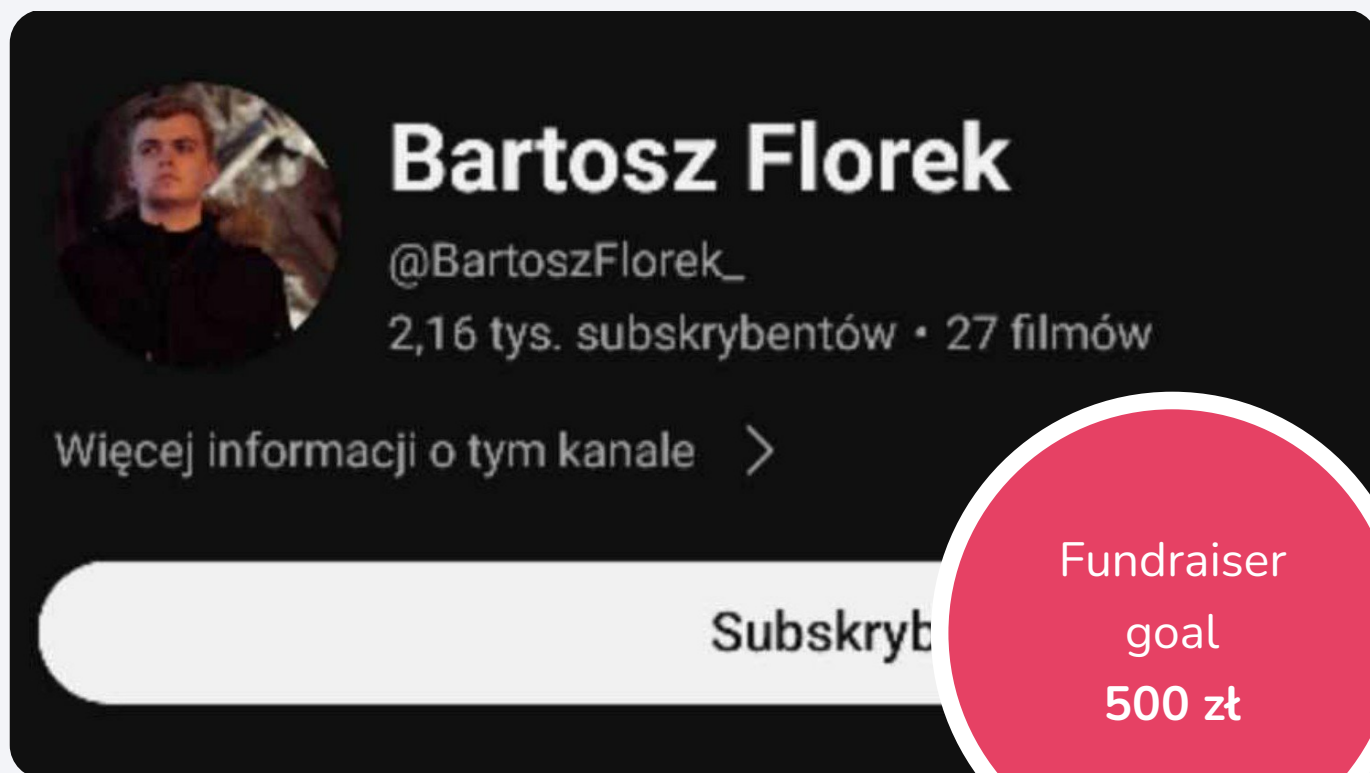 Bartosz Florek
@BartoszFlorek_
2,16 tys. subskrybentów • 27 filmów
Więcej informacji o tym kanale >
Subskryb
Fundraiser
goal
500 zł